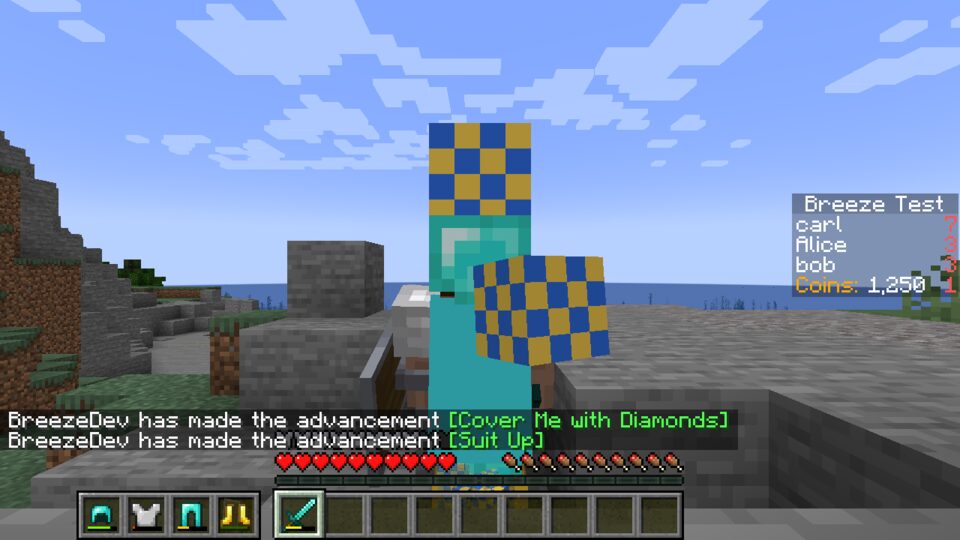 Breeze Test
carl 7
Alice 3
bob
Coins: 1,250 1
BreezeDev has made the advancement [Cover Me with Diamonds]
BreezeDev has made the advancement [Suit Up]